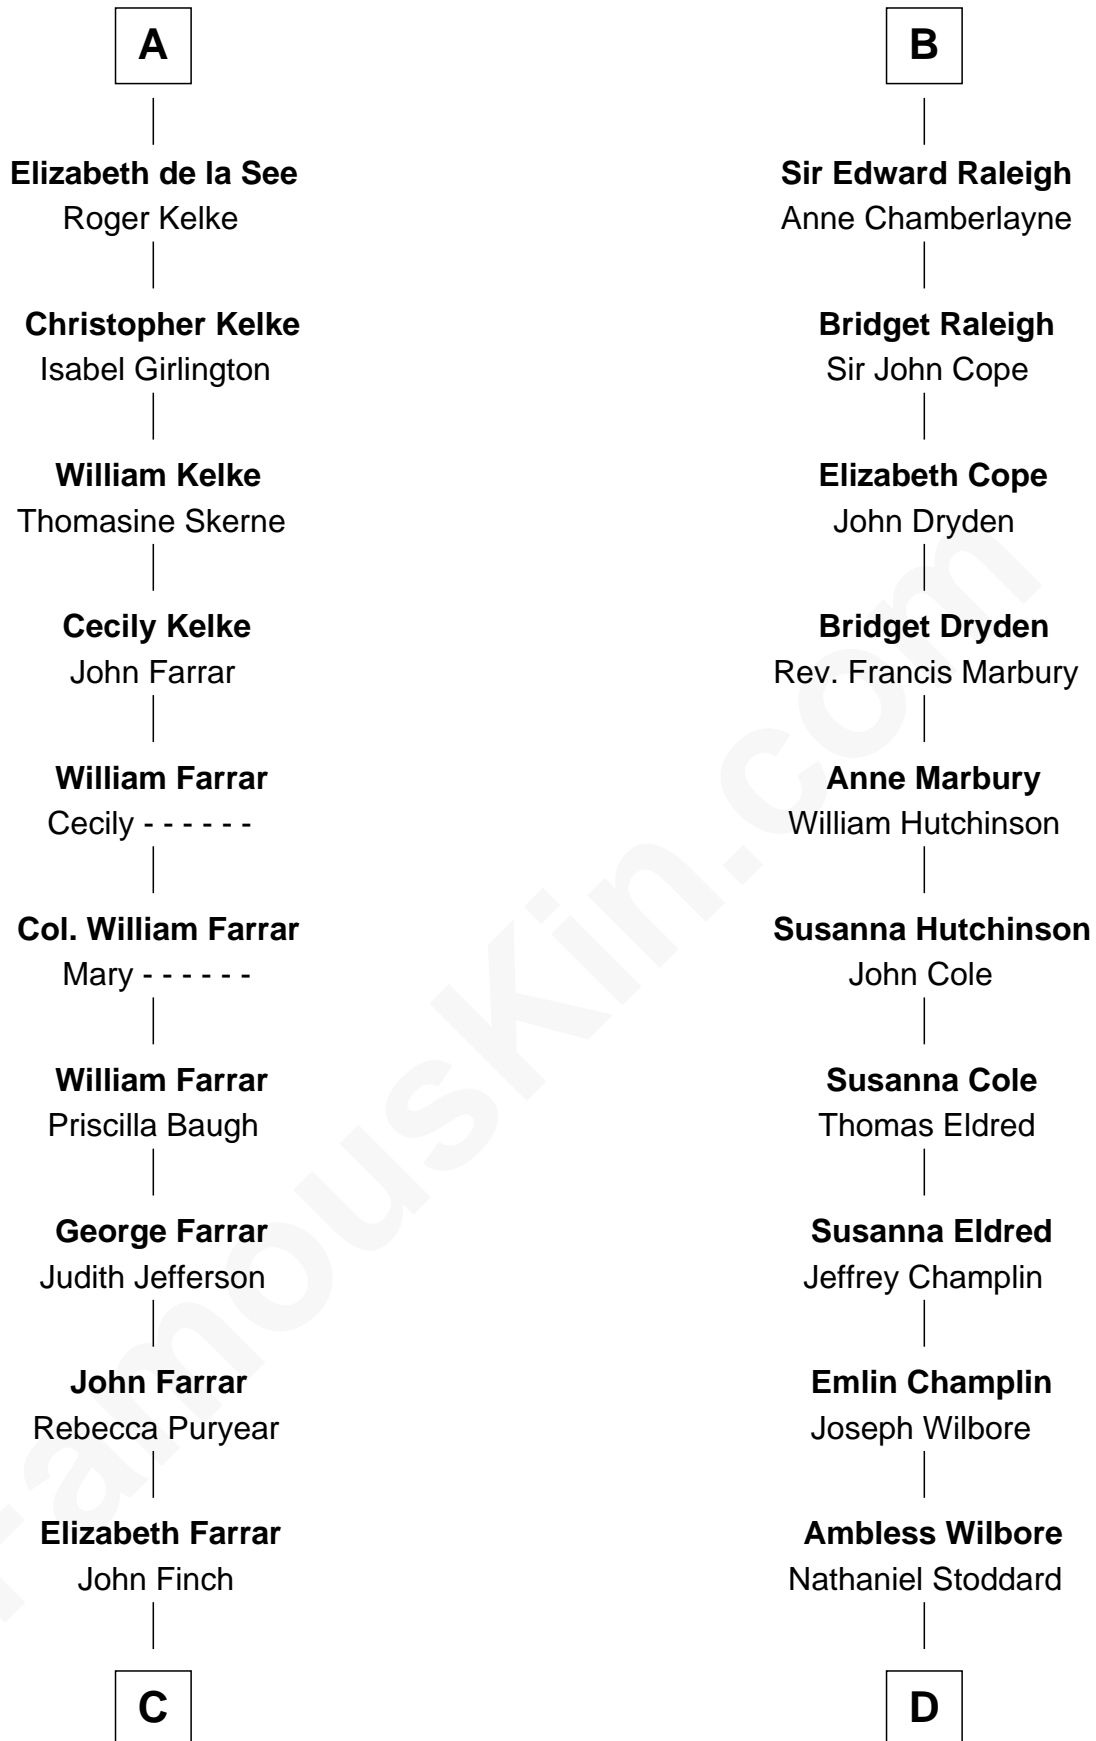 A
Elizabeth de la See
Roger Kelke
Christopher Kelke
Isabel Girlington
William Kelke
Thomasine Skerne
Cecily Kelke
John Farrar
William Farrar
Cecily - - - - - -
Col. William Farrar
Mary - - - - - -
William Farrar
Priscilla Baugh
George Farrar
Judith Jefferson
John Farrar
Rebecca Puryear
Elizabeth Farrar
John Finch
C
B
Sir Edward Raleigh
Anne Chamberlayne
Bridget Raleigh
Sir John Cope
Elizabeth Cope
John Dryden
Bridget Dryden
Rev. Francis Marbury
Anne Marbury
William Hutchinson
Susanna Hutchinson
John Cole
Susanna Cole
Thomas Eldred
Susanna Eldred
Jeffrey Champlin
Emlin Champlin
Joseph Wilbore
Ambless Wilbore
Nathaniel Stoddard
D
FamousKin.com